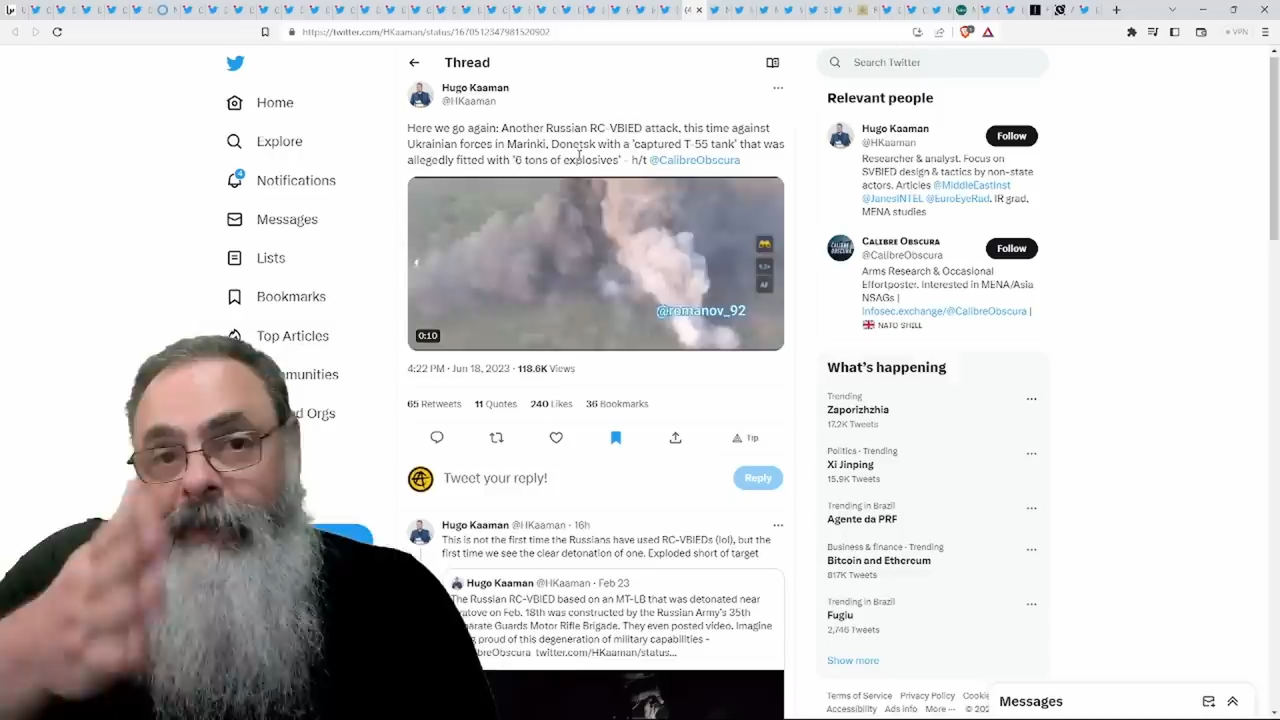 https://twitter.com/HKaaman/status/1670512347981520902
VPN
Home
Explore
4
Notifications
Messages
Lists
Bookmarks
Top Articles
Thread
Hugo Kaaman
@HKaaman
Here we go again: Another Russian RC-VBIED attack, this time against
Ukrainian forces in Marinki, Donetsk with a 'captured T-55 tank' that was
allegedly fitted with '6 tons of explosives' - h/t @CalibreObscura
AF
@romanov_92
0:10
4:22 PM · Jun 18, 2023 · 118.6K Views
65 Retweets 11 Quotes 240 Likes 36 Bookmarks
Tip
Tweet your reply!
Reply
Hugo Kaaman @HKaaman · 16h
This is not the first time the Russians have used RC-VBIEDs (lol), but the
first time we see the clear detonation of one. Exploded short of target
Hugo Kaaman @HKaaman · Feb 23
The Russian RC-VBIED based on an MT-LB that was detonated near
on Feb. 18th was constructed by the Russian Army's 35th
Guards Motor Rifle Brigade. They even posted video. Imagine
proud of this degeneration of military capabilities -
twitter.com/HKaaman/status...
Search Twitter
Relevant people
Hugo Kaaman
@HKaaman
Follow
Researcher & analyst. Focus on
SVBIED design & tactics by non-state
actors. Articles @MiddleEastInst
@JanesINTEL @EuroEyeRad. IR grad,
MENA studies
Calibre Obscura
@CalibreObscura
Follow
Arms Research & Occasional
Effortposter. Interested in MENA/Asia
NSAGs |
infosec.exchange/@CalibreObscura |
NATO SHILL
What's happening
Trending
Zaporizhzhia
17.2K Tweets
Politics · Trending
Xi Jinping
15.9K Tweets
Trending in Brazil
Agente da PRF
Business & finance · Trending
Bitcoin and Ethereum
817K Tweets
Trending in Brazil
Fugiu
2,746 Tweets
Show more
Terms of Service Privacy Policy
Accessibility Ads info More ···
Messages